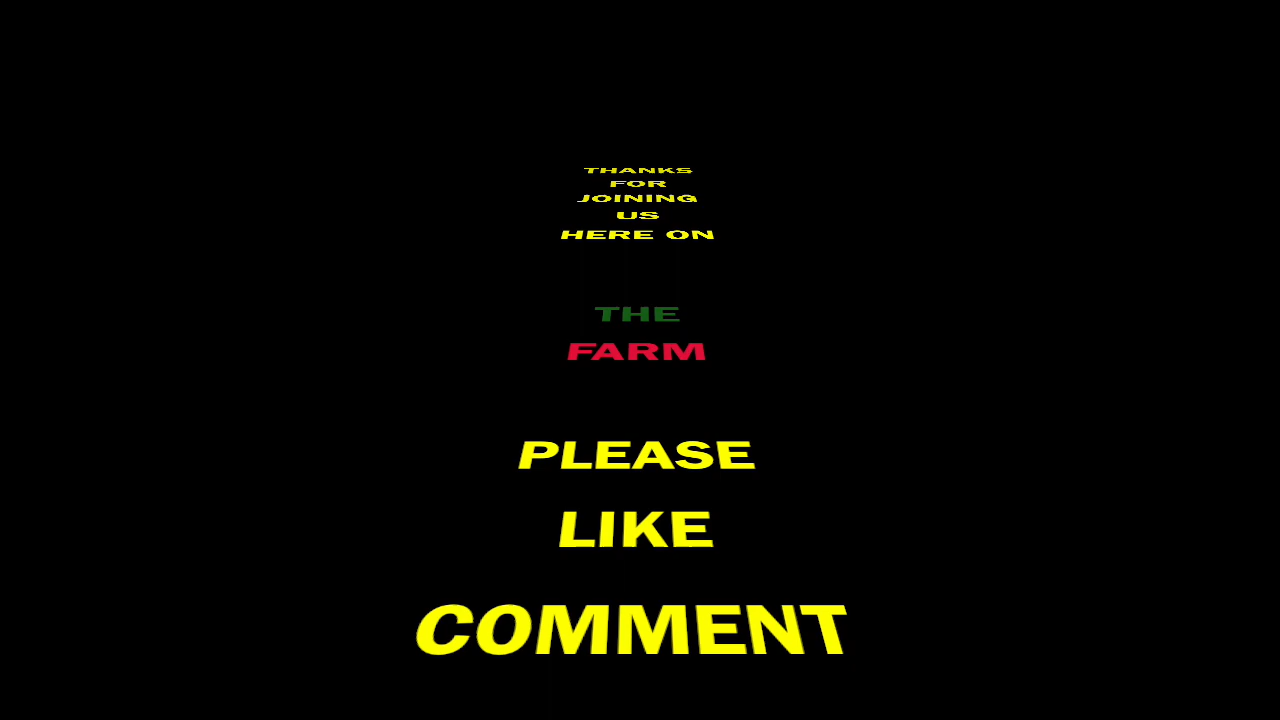 THANKS
FOR
JOINING
US
HERE ON
THE
FARM
PLEASE
LIKE
COMMENT